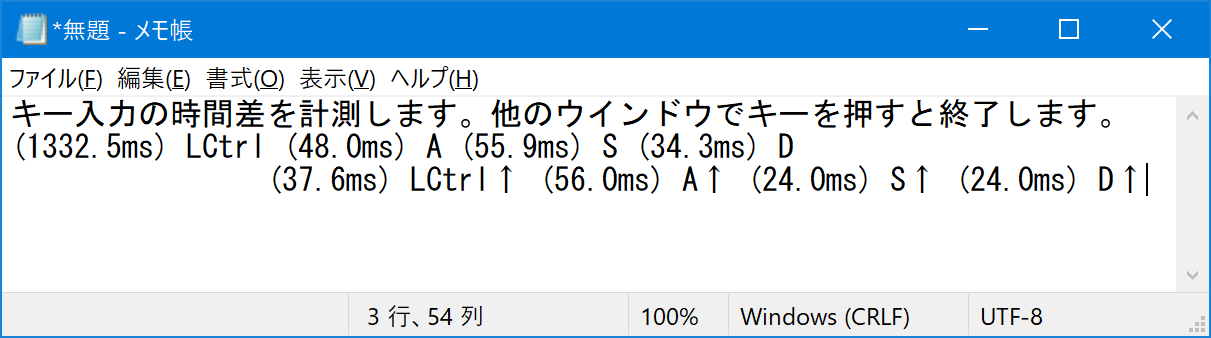 *無題 - メモ帳
ファイル(F) 編集(E) 書式(O) 表示(V) ヘルプ(H)
キー入力の時間差を計測します。他のウインドウでキーを押すと終了します。
(1332.5ms) LCtrl (48.0ms) A (55.9ms) S (34.3ms) D
(37.6ms) LCtrl↑ (56.0ms) A↑ (24.0ms) S↑ (24.0ms) D↑
3 行、54 列 100% Windows (CRLF) UTF-8